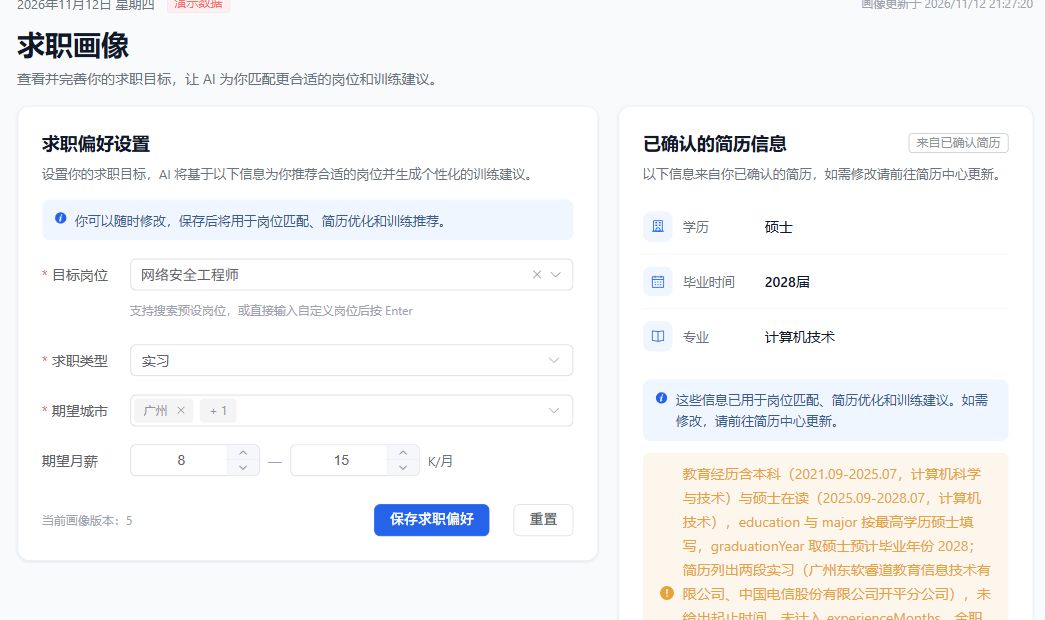 2026年11月12日 星期四 演示数据 画像更新于 2026/11/12 21:27:20
求职画像
查看并完善你的求职目标，让 AI 为你匹配更合适的岗位和训练建议。
求职偏好设置
设置你的求职目标，AI 将基于以下信息为你推荐合适的岗位并生成个性化的训练建议。
你可以随时修改，保存后将用于岗位匹配、简历优化和训练推荐。
* 目标岗位 网络安全工程师
支持搜索预设岗位，或直接输入自定义岗位后按 Enter
* 求职类型 实习
* 期望城市 广州 × + 1
期望月薪 8 — 15 K/月
当前画像版本：5 保存求职偏好 重置
已确认的简历信息 来自已确认简历
以下信息来自你已确认的简历，如需修改请前往简历中心更新。
学历 硕士
毕业时间 2028届
专业 计算机技术
这些信息已用于岗位匹配、简历优化和训练建议。如需
修改，请前往简历中心更新。
教育经历含本科（2021.09-2025.07，计算机科学
与技术）与硕士在读（2025.09-2028.07，计算机
技术），education 与 major 按最高学历硕士填
写，graduationYear 取硕士预计毕业年份 2028；
简历列出两段实习（广州东软睿道教育信息技术有
限公司、中国电信股份有限公司开平分公司），未
给出起止时间，未计入 experienceMonths，全职